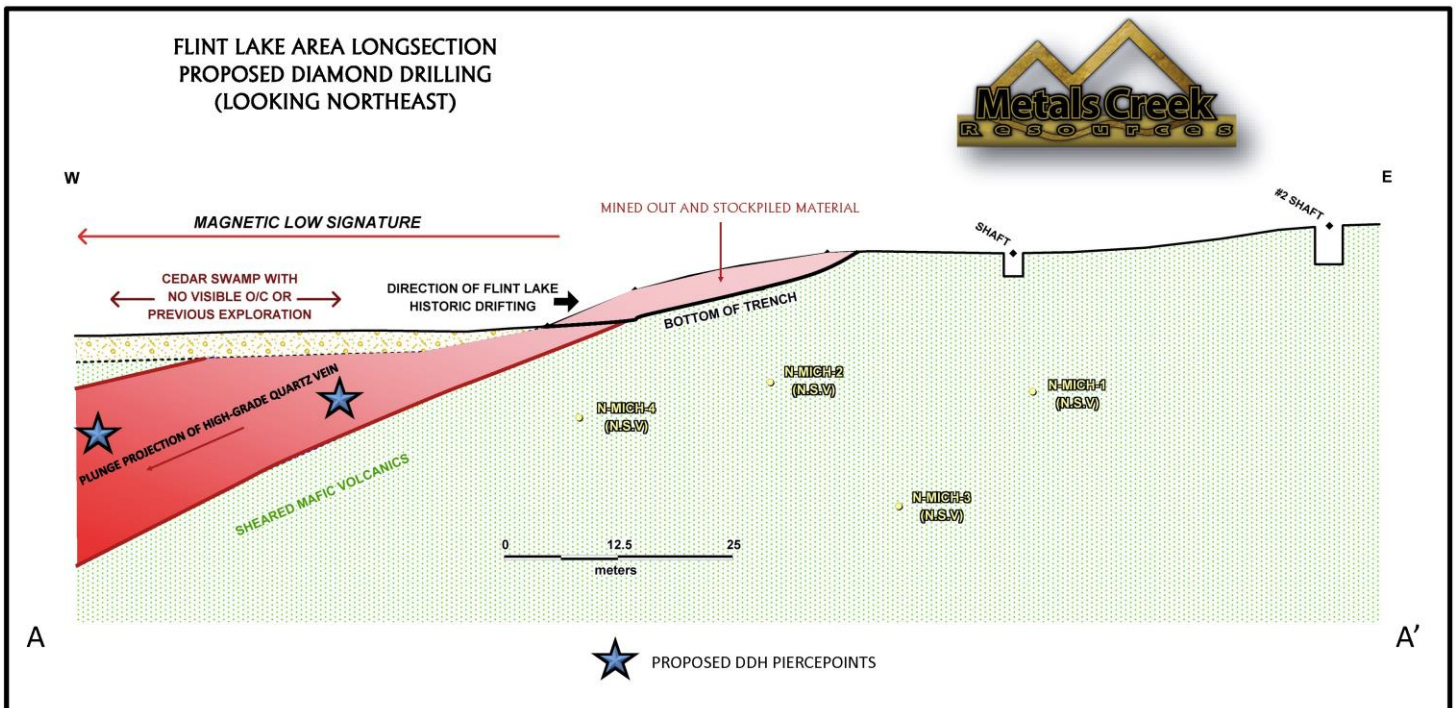 FLINT LAKE AREA LONGSECTION
PROPOSED DIAMOND DRILLING
(LOOKING NORTHEAST)
Metals Creek
Resources
W
E
MAGNETIC LOW SIGNATURE
MINED OUT AND STOCKPILED MATERIAL
SHAFT
#2 SHAFT
CEDAR SWAMP WITH
NO VISIBLE O/C OR
PREVIOUS EXPLORATION
DIRECTION OF FLINT LAKE
HISTORIC DRIFTING
BOTTOM OF TRENCH
PLUNGE PROJECTION OF HIGH-GRADE QUARTZ VEIN
N-MICH-2
(N.S.V)
N-MICH-1
(N.S.V)
N-MICH-4
(N.S.V)
SHEARED MAFIC VOLCANICS
N-MICH-3
(N.S.V)
0 12.5 25
meters
A
A'
PROPOSED DDH PIERCEPOINTS